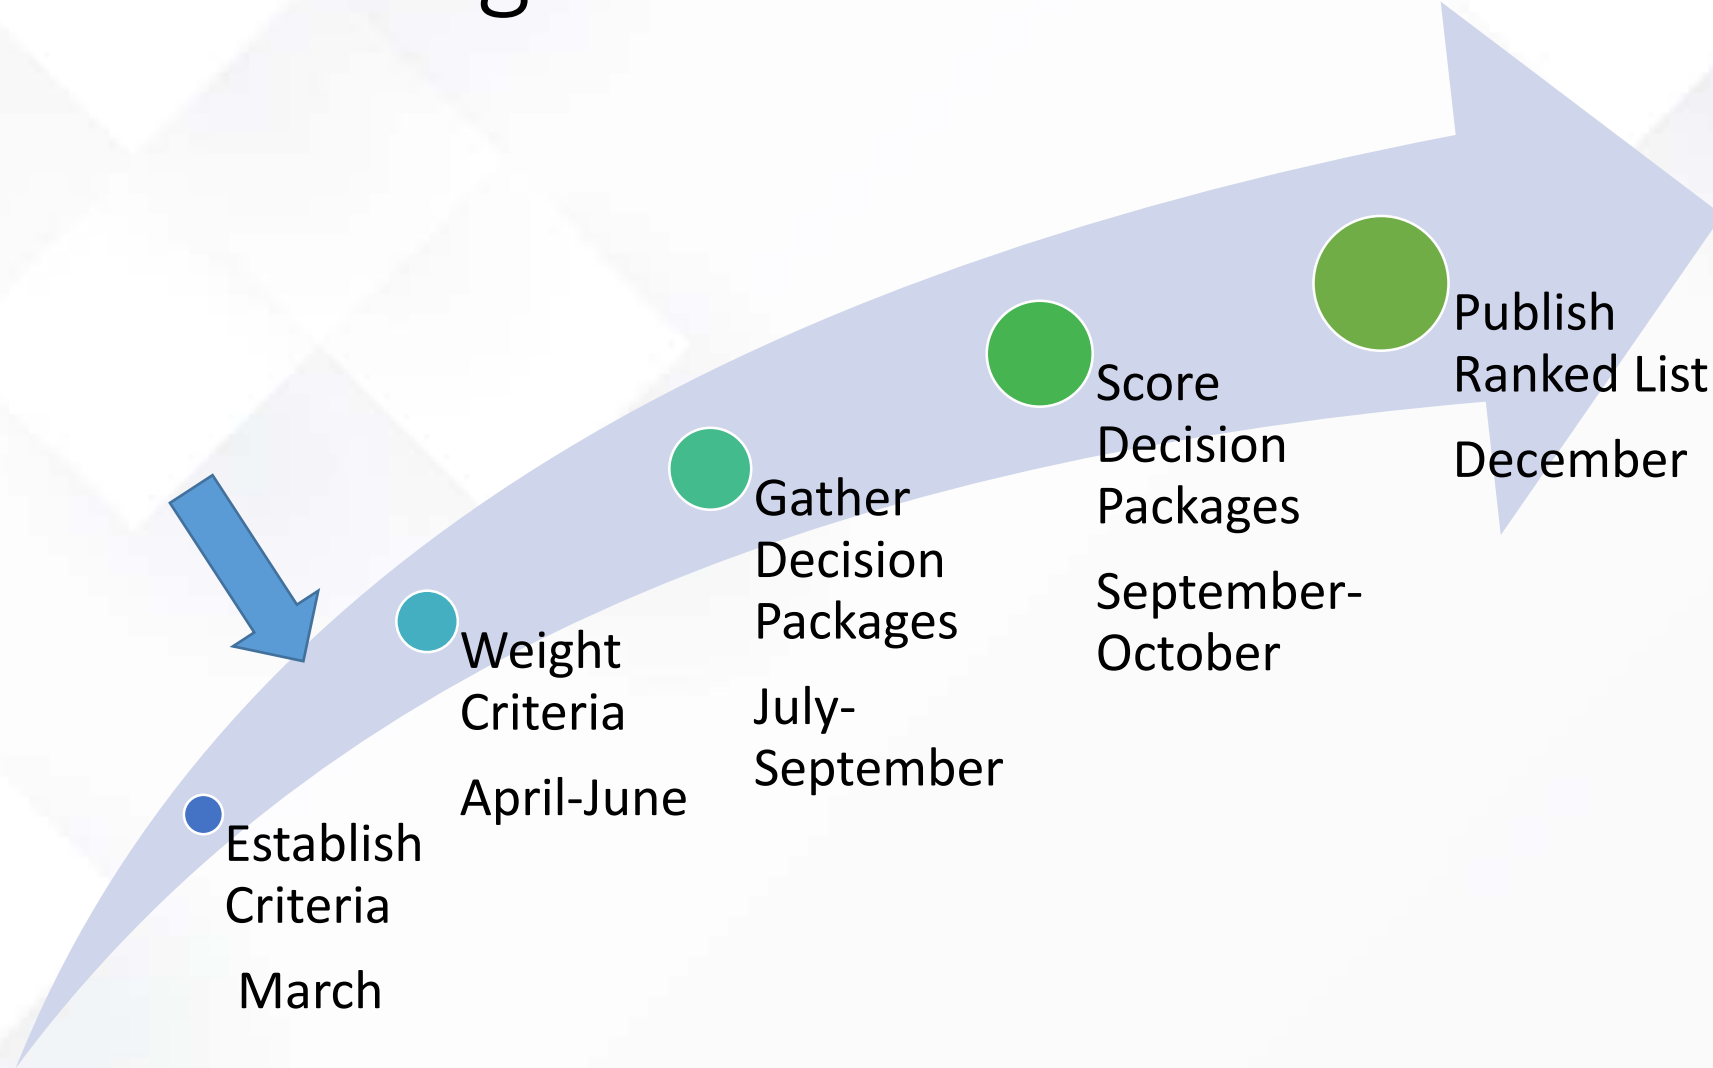 Establish
Criteria
March
Weight
Criteria
April-June
Gather
Decision
Packages
July-
September
Score
Decision
Packages
September-
October
Publish
Ranked List
December